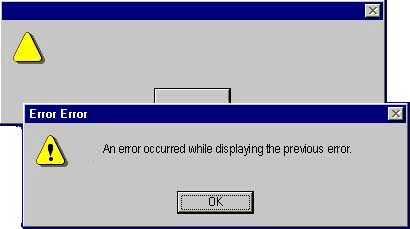 Error Error
An error occurred while displaying the previous error.
OK